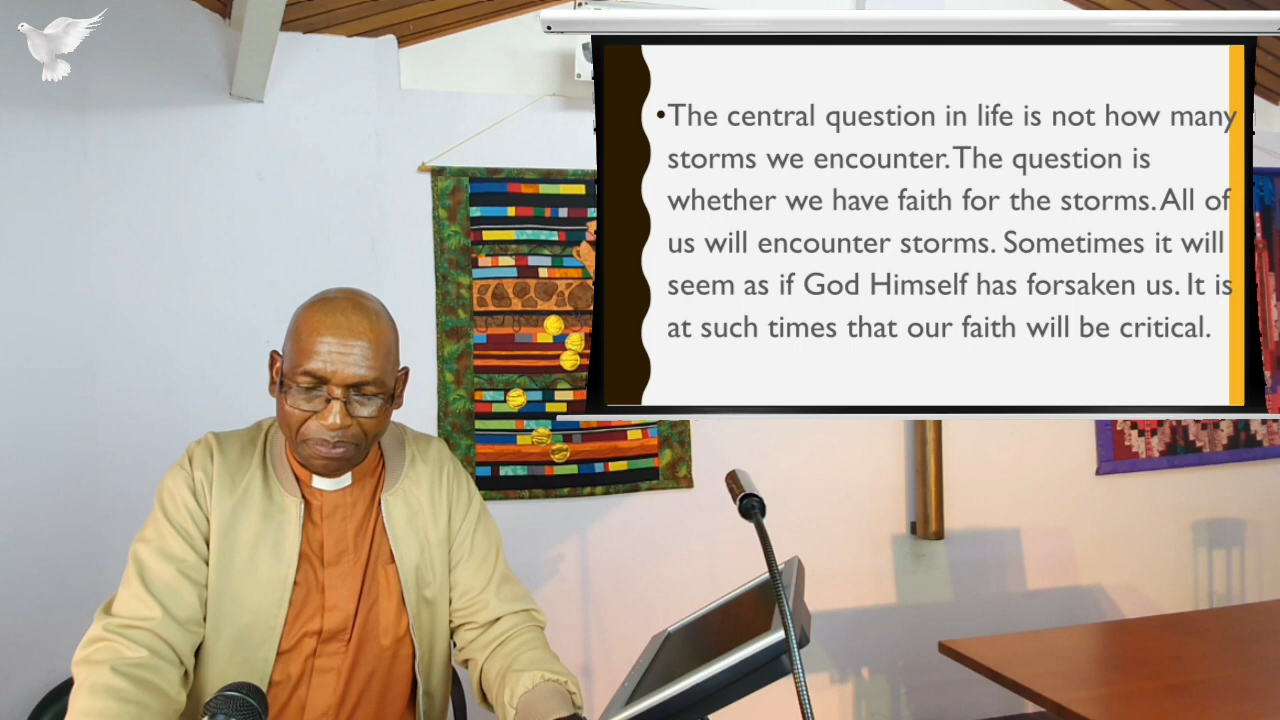 •The central question in life is not how many
storms we encounter. The question is
whether we have faith for the storms. All of
us will encounter storms. Sometimes it will
seem as if God Himself has forsaken us. It is
at such times that our faith will be critical.